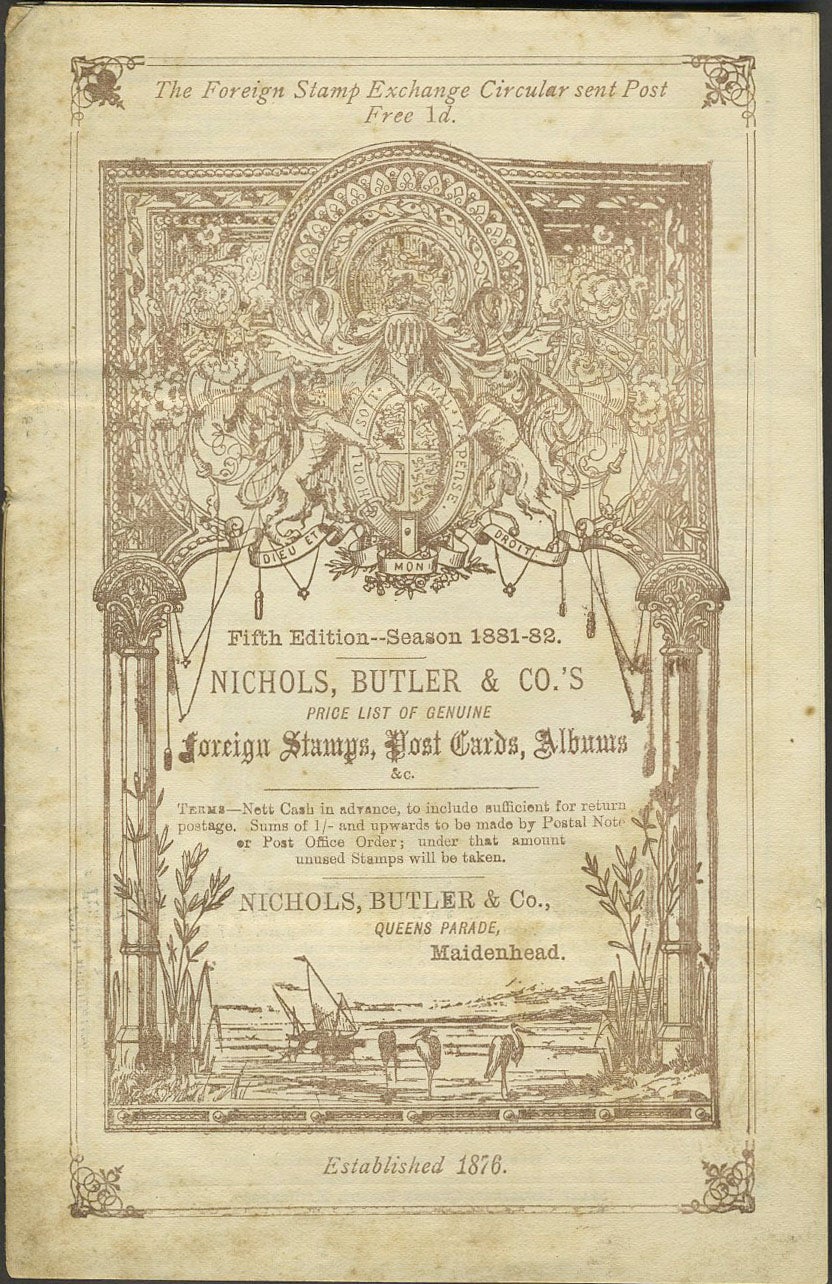 The Foreign Stamp Exchange Circular sent Post
Free 1d.
HONI SOIT QUI MAL Y PENSE
DIEU ET MON DROIT
Fifth Edition--Season 1881-82.
NICHOLS, BUTLER & CO.'S
PRICE LIST OF GENUINE
Foreign Stamps, Post Cards, Albums
&c.
TERMS—Nett Cash in advance, to include sufficient for return
postage. Sums of 1/- and upwards to be made by Postal Note
or Post Office Order; under that amount
unused Stamps will be taken.
NICHOLS, BUTLER & Co.,
QUEENS PARADE,
Maidenhead.
Established 1876.